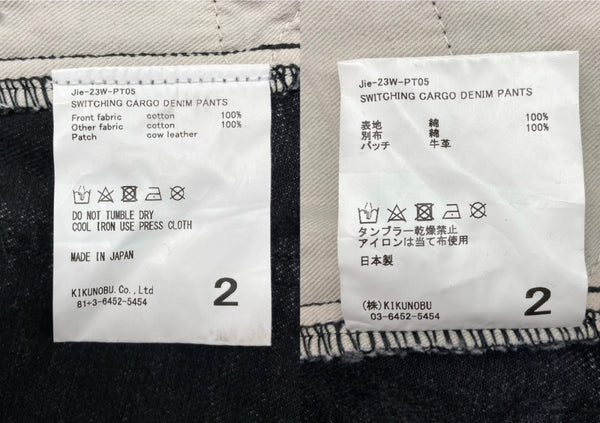 Jie-23W-PT05
SWITCHING CARGO DENIM PANTS
Front fabric cotton 100%
Other fabric cotton 100%
Patch cow leather
DO NOT TUMBLE DRY
COOL IRON USE PRESS CLOTH
MADE IN JAPAN
KIKUNOBU.Co.,Ltd
81+3-6452-5454
2
Jie-23W-PT05
SWITCHING CARGO DENIM PANTS
表地 綿 100%
別布 綿 100%
パッチ 牛革
タンブラー乾燥禁止
アイロンは当て布使用
日本製
(株)KIKUNOBU
03-6452-5454
2